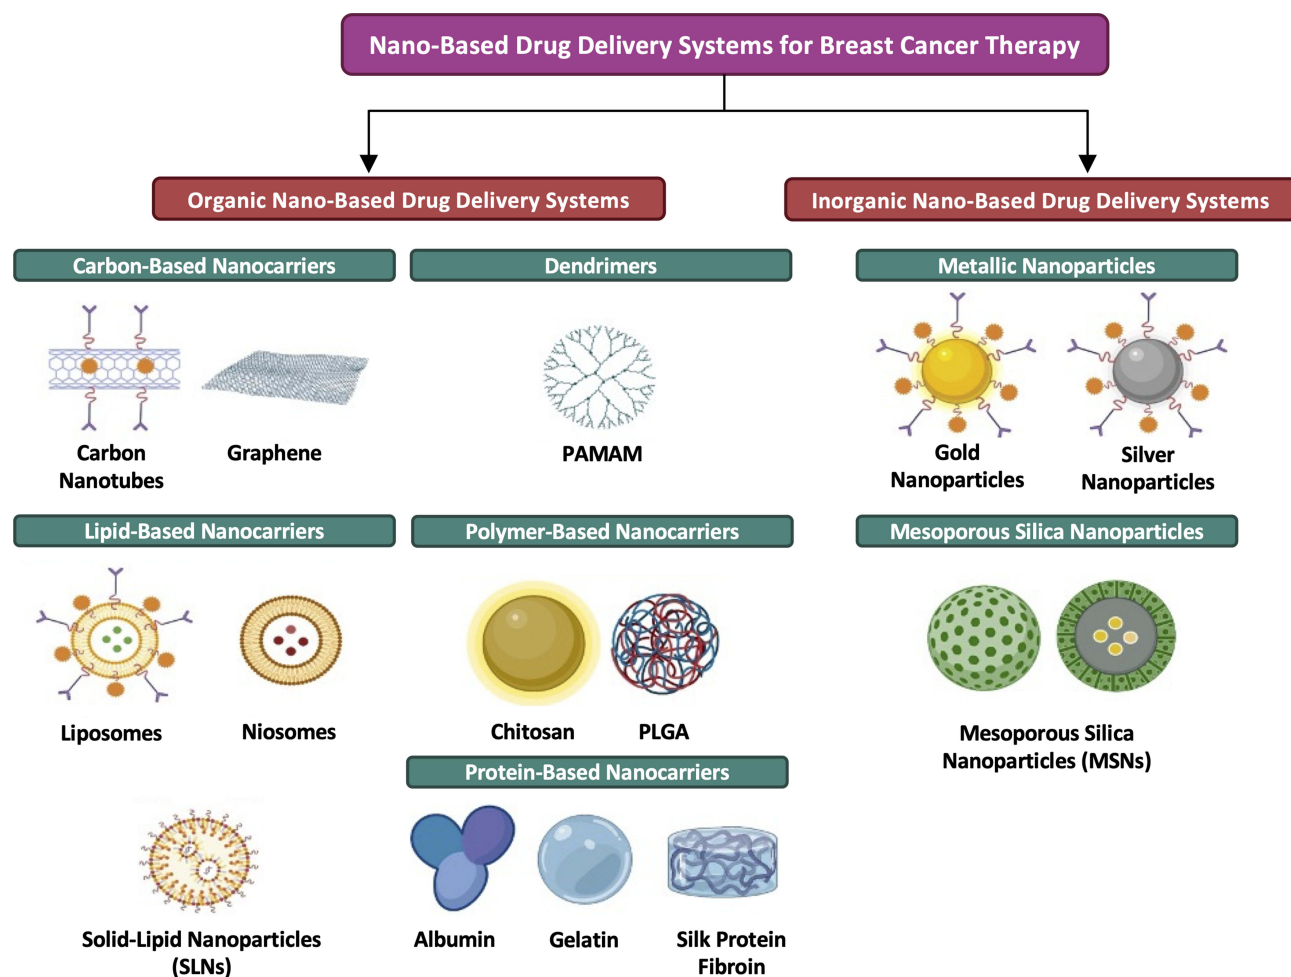 Nano-Based Drug Delivery Systems for Breast Cancer Therapy
Organic Nano-Based Drug Delivery Systems
Inorganic Nano-Based Drug Delivery Systems
Carbon-Based Nanocarriers
Dendrimers
Metallic Nanoparticles
Carbon
Nanotubes
Graphene
PAMAM
Gold
Nanoparticles
Silver
Nanoparticles
Lipid-Based Nanocarriers
Polymer-Based Nanocarriers
Mesoporous Silica Nanoparticles
Liposomes
Niosomes
Chitosan
PLGA
Mesoporous Silica
Nanoparticles (MSNs)
Protein-Based Nanocarriers
Solid-Lipid Nanoparticles
(SLNs)
Albumin
Gelatin
Silk Protein
Fibroin